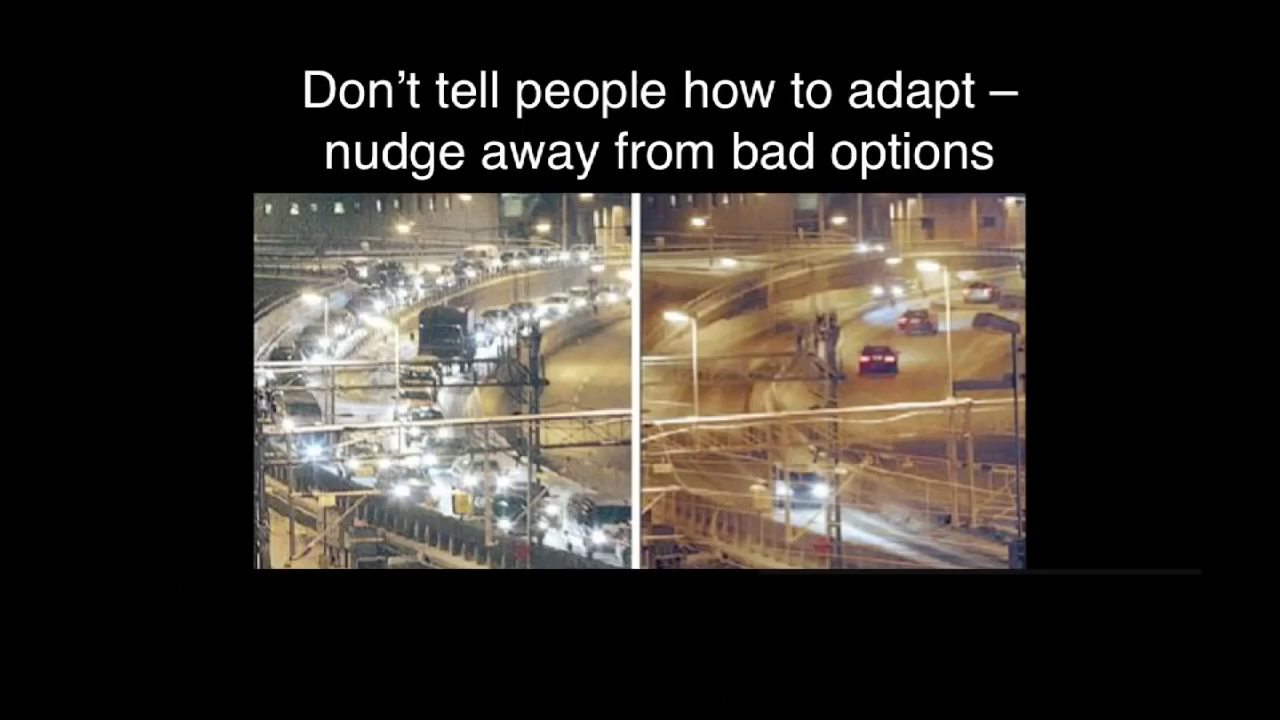 Don’t tell people how to adapt –
nudge away from bad options